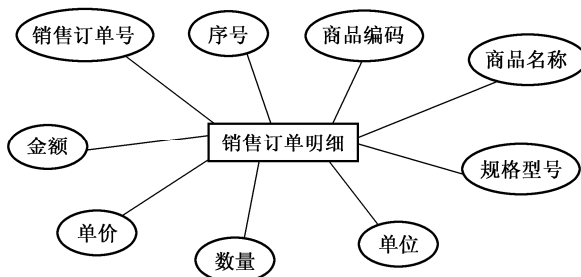 销售订单号
序号
商品编码
商品名称
金额
销售订单明细
规格型号
单价
数量
单位